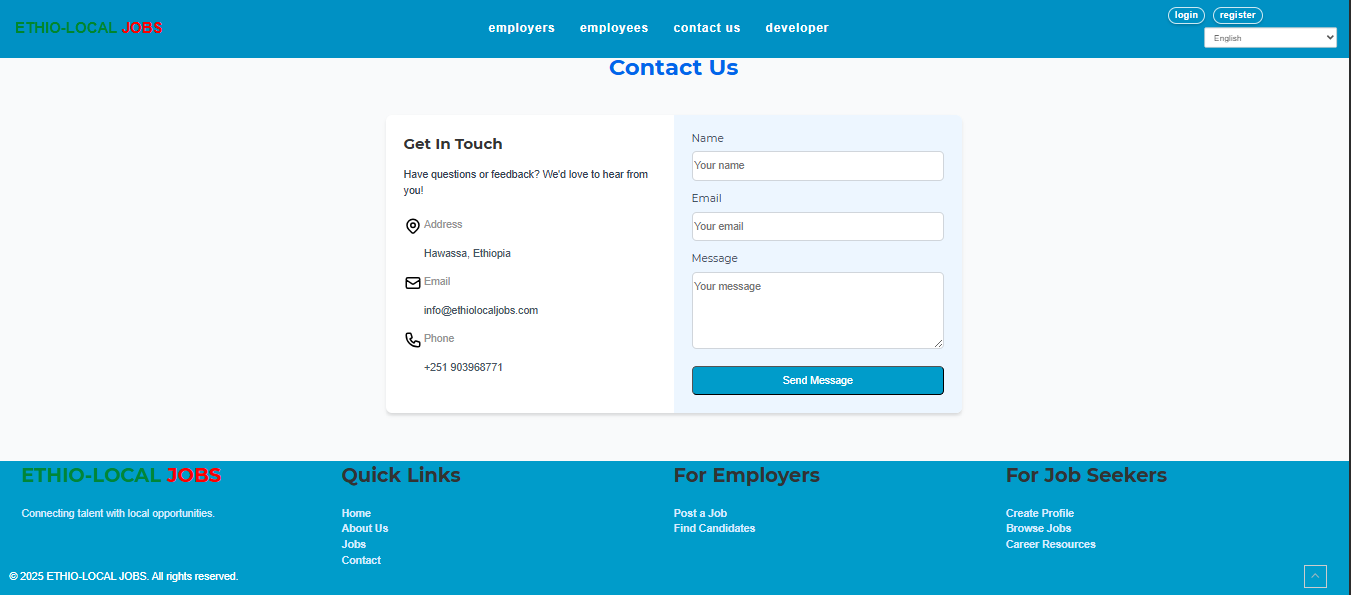 ETHIO-LOCAL JOBS
employers employees contact us developer
login register
English
Contact Us
Get In Touch
Have questions or feedback? We'd love to hear from
you!
Address
Hawassa, Ethiopia
Email
info@ethiolocaljobs.com
Phone
+251 903968771
Name
Your name
Email
Your email
Message
Your message
Send Message
ETHIO-LOCAL JOBS
Connecting talent with local opportunities.
Quick Links
Home
About Us
Jobs
Contact
For Employers
Post a Job
Find Candidates
For Job Seekers
Create Profile
Browse Jobs
Career Resources
© 2025 ETHIO-LOCAL JOBS. All rights reserved.